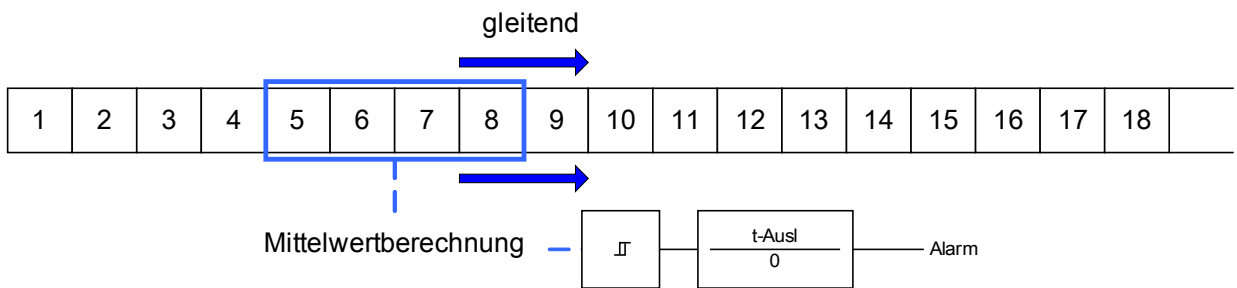 gleitend
1 2 3 4 5 6 7 8 9 10 11 12 13 14 15 16 17 18
Mittelwertberechnung
t-Ausl
0
Alarm